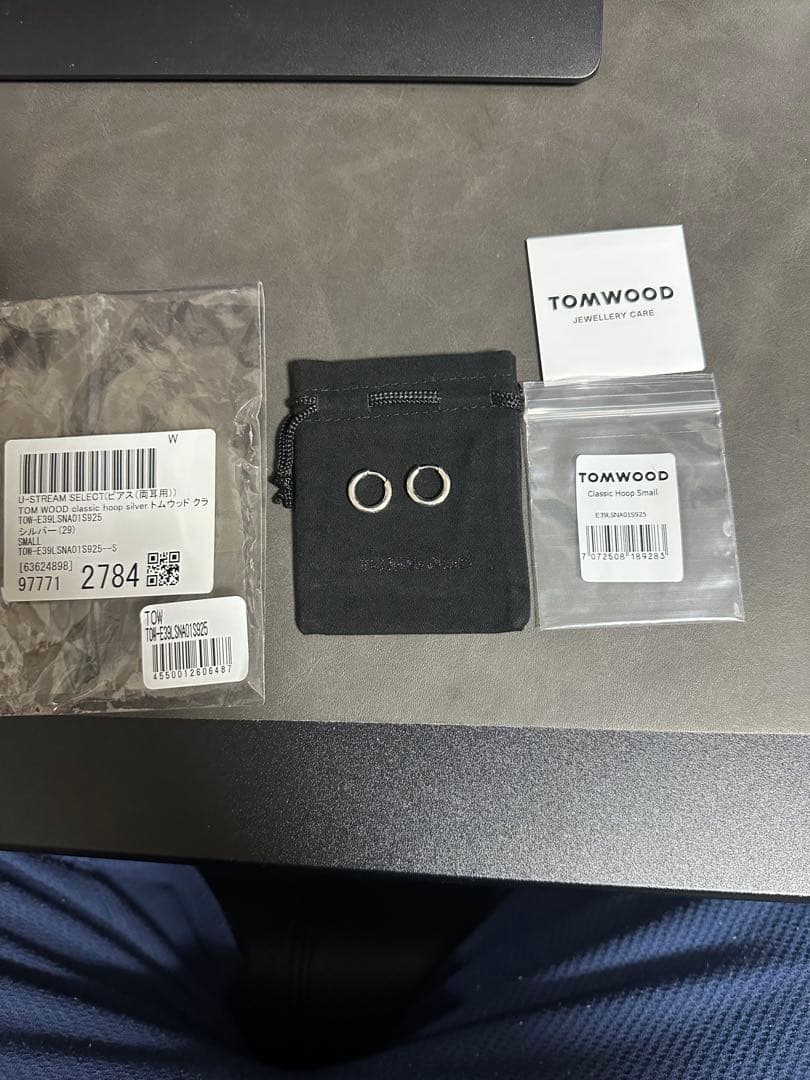 W
U-STREAM SELECT(ピアス(両耳用))
TOM WOOD classic hoop silver トムウッド クラ
TOW-E39LSNA01S925
シルバー(29)
SMALL
TOW-E39LSNA01S925--S
[63624898]
97771 2784
TOW
TOW-E39LSNA01S925
4550012606487
TOMWOOD
JEWELLERY CARE
TOMWOOD
Classic Hoop Small
E39LSNA01S925
7 072508 189283